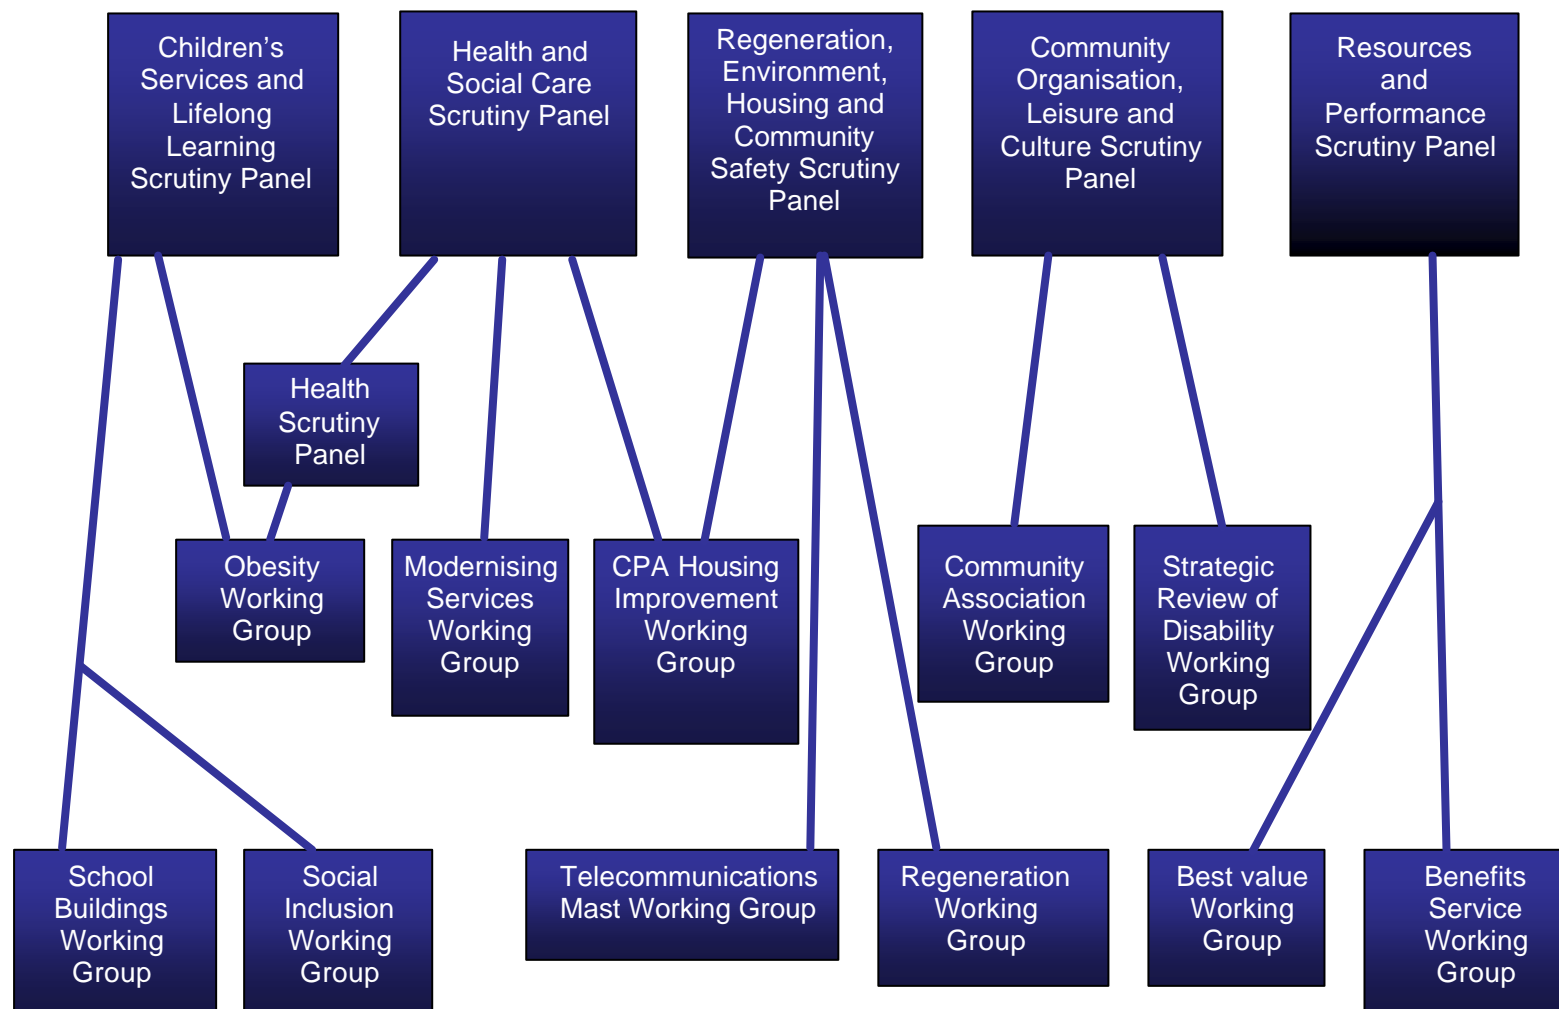 Children’s
Services and
Lifelong
Learning
Scrutiny Panel
Health and
Social Care
Scrutiny Panel
Regeneration,
Environment,
Housing and
Community
Safety Scrutiny
Panel
Community
Organisation,
Leisure and
Culture Scrutiny
Panel
Resources
and
Performance
Scrutiny Panel
Health
Scrutiny
Panel
Obesity
Working
Group
Modernising
Services
Working
Group
CPA Housing
Improvement
Working
Group
Community
Association
Working
Group
Strategic
Review of
Disability
Working
Group
School
Buildings
Working
Group
Social
Inclusion
Working
Group
Telecommunications
Mast Working Group
Regeneration
Working
Group
Best value
Working
Group
Benefits
Service
Working
Group